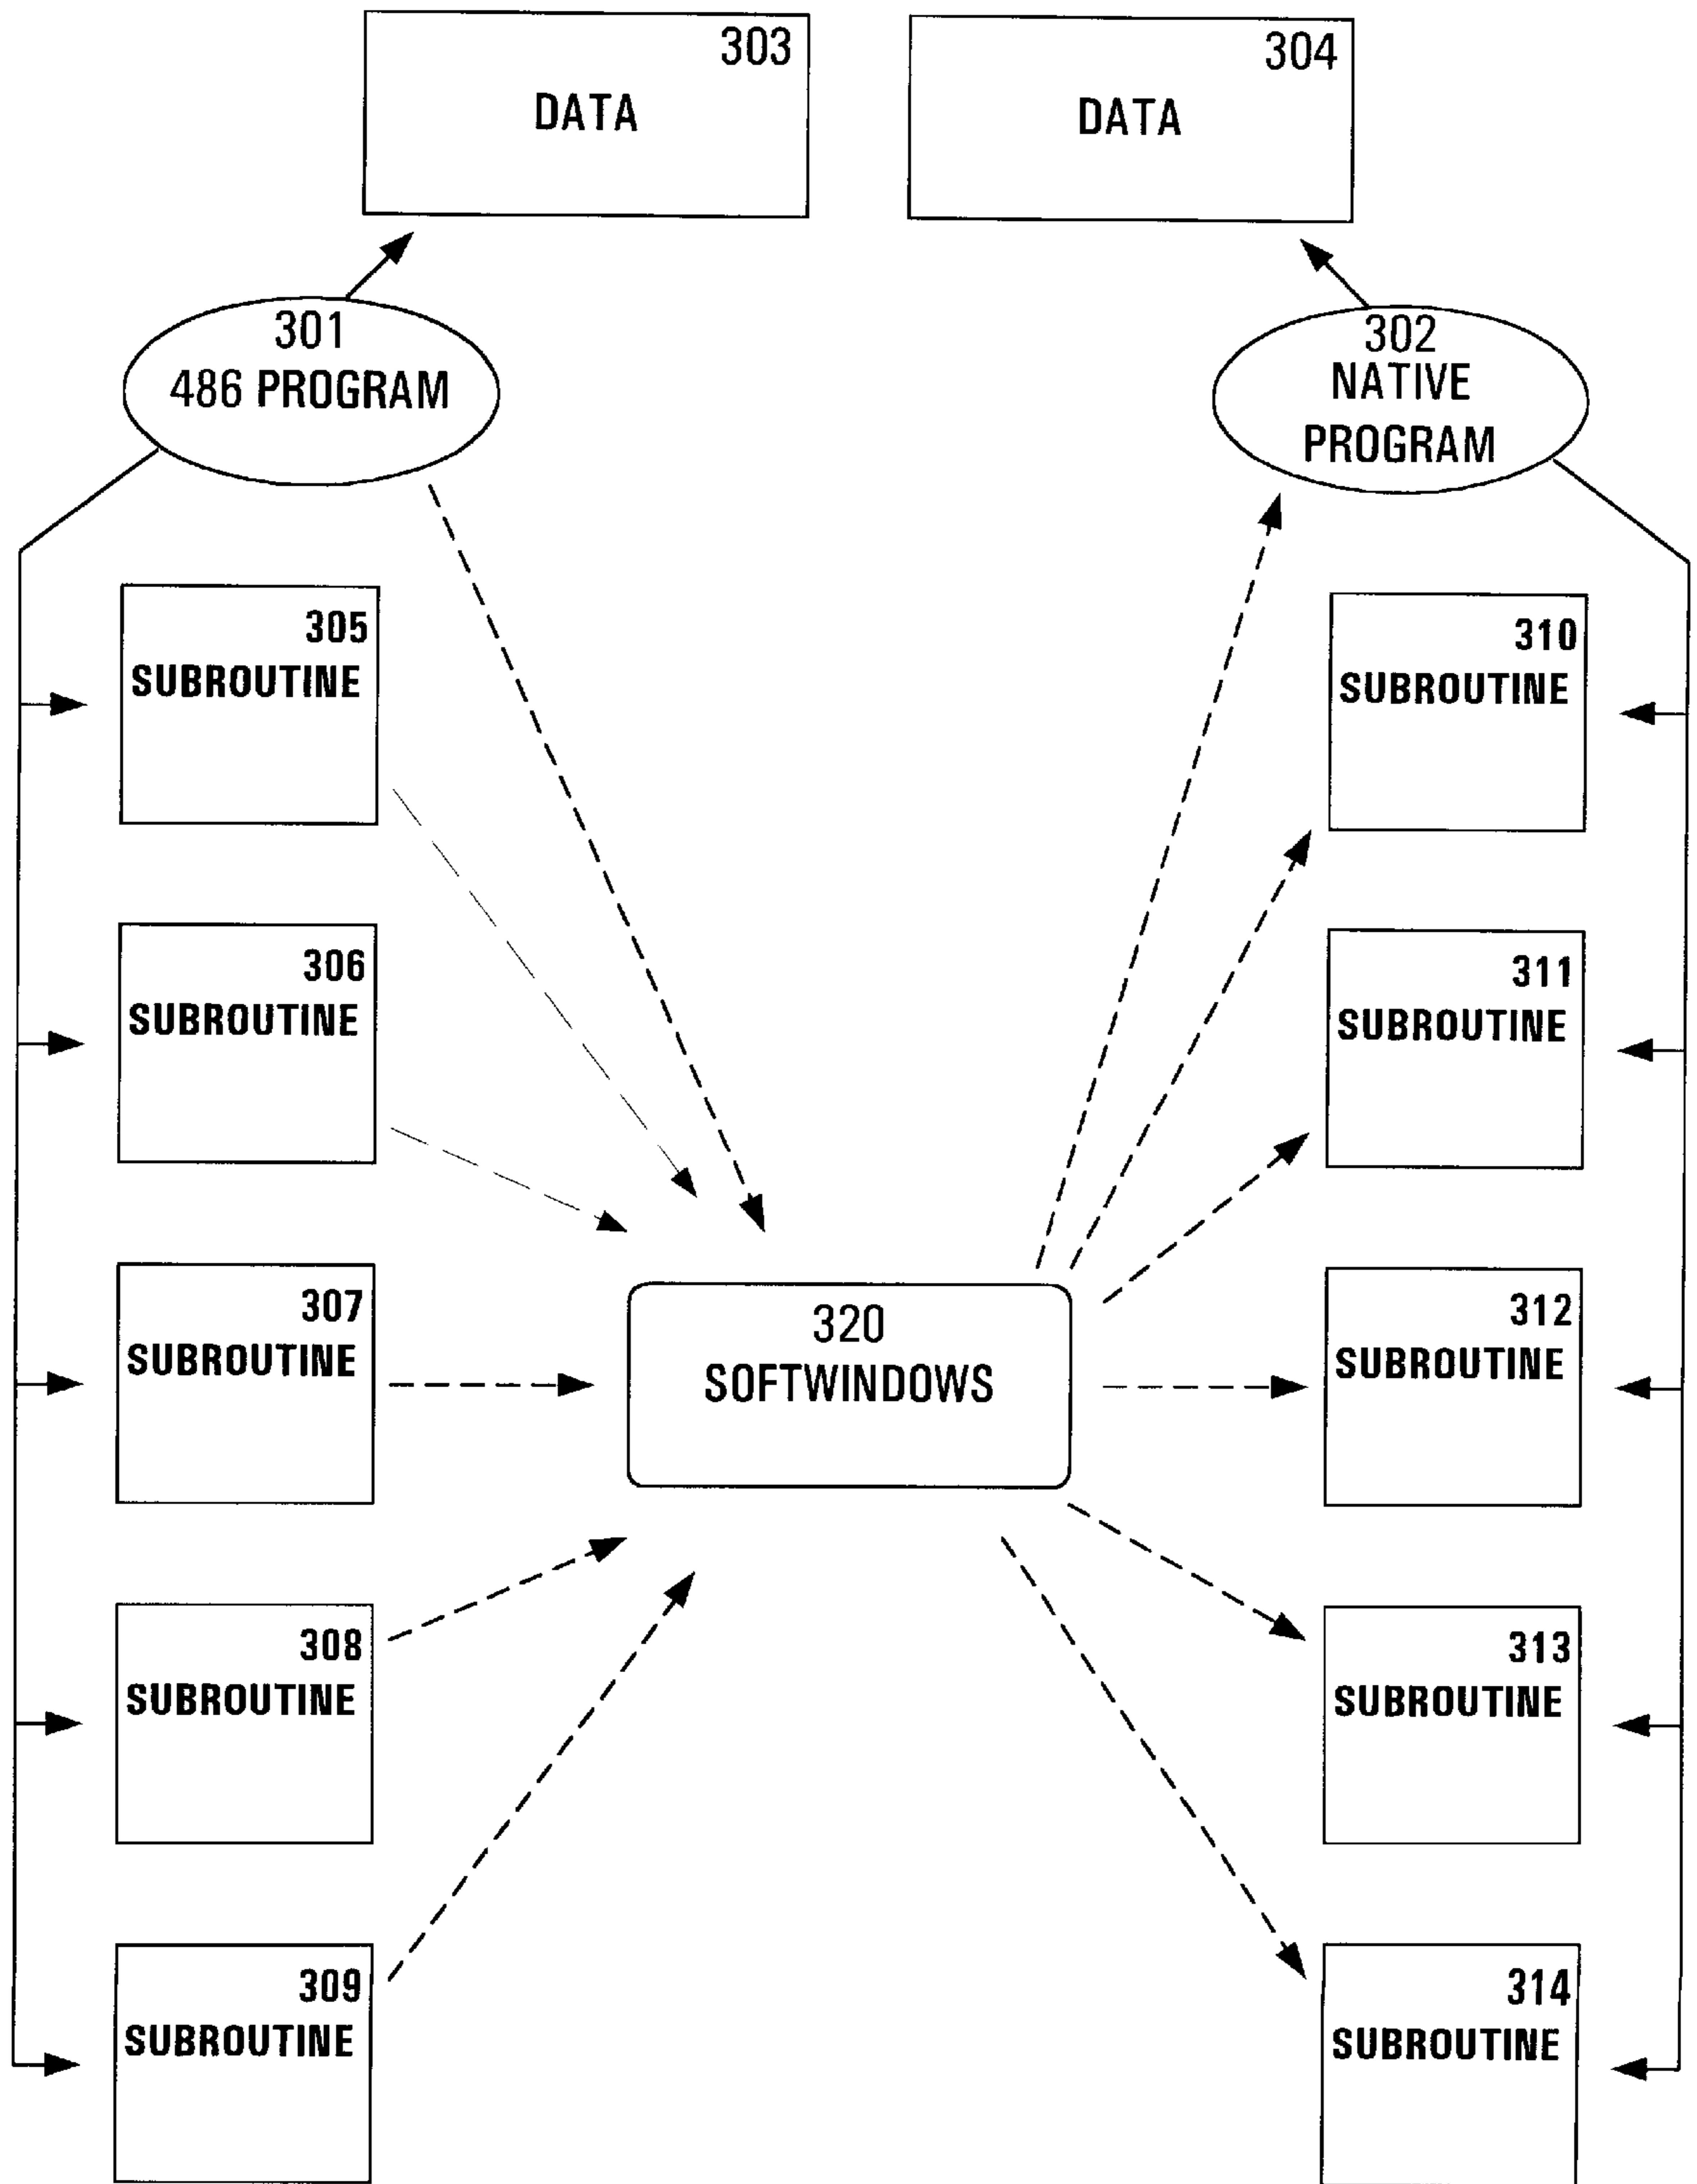 303
DATA
304
DATA
301
486 PROGRAM
302
NATIVE
PROGRAM
305
SUBROUTINE
310
SUBROUTINE
306
SUBROUTINE
311
SUBROUTINE
307
SUBROUTINE
320
SOFTWINDOWS
312
SUBROUTINE
308
SUBROUTINE
313
SUBROUTINE
309
SUBROUTINE
314
SUBROUTINE